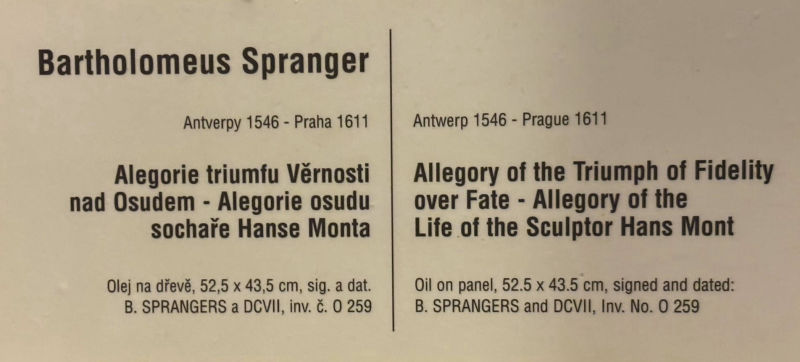 Bartholomeus Spranger
Antverpy 1546 - Praha 1611
Alegorie triumfu Věrnosti
nad Osudem - Alegorie osudu
sochaře Hanse Monta
Olej na dřevě, 52,5 x 43,5 cm, sig. a dat.
B. SPRANGERS a DCVII, inv. č. O 259
Antwerp 1546 - Prague 1611
Allegory of the Triumph of Fidelity
over Fate - Allegory of the
Life of the Sculptor Hans Mont
Oil on panel, 52.5 x 43.5 cm, signed and dated:
B. SPRANGERS and DCVII, Inv. No. O 259